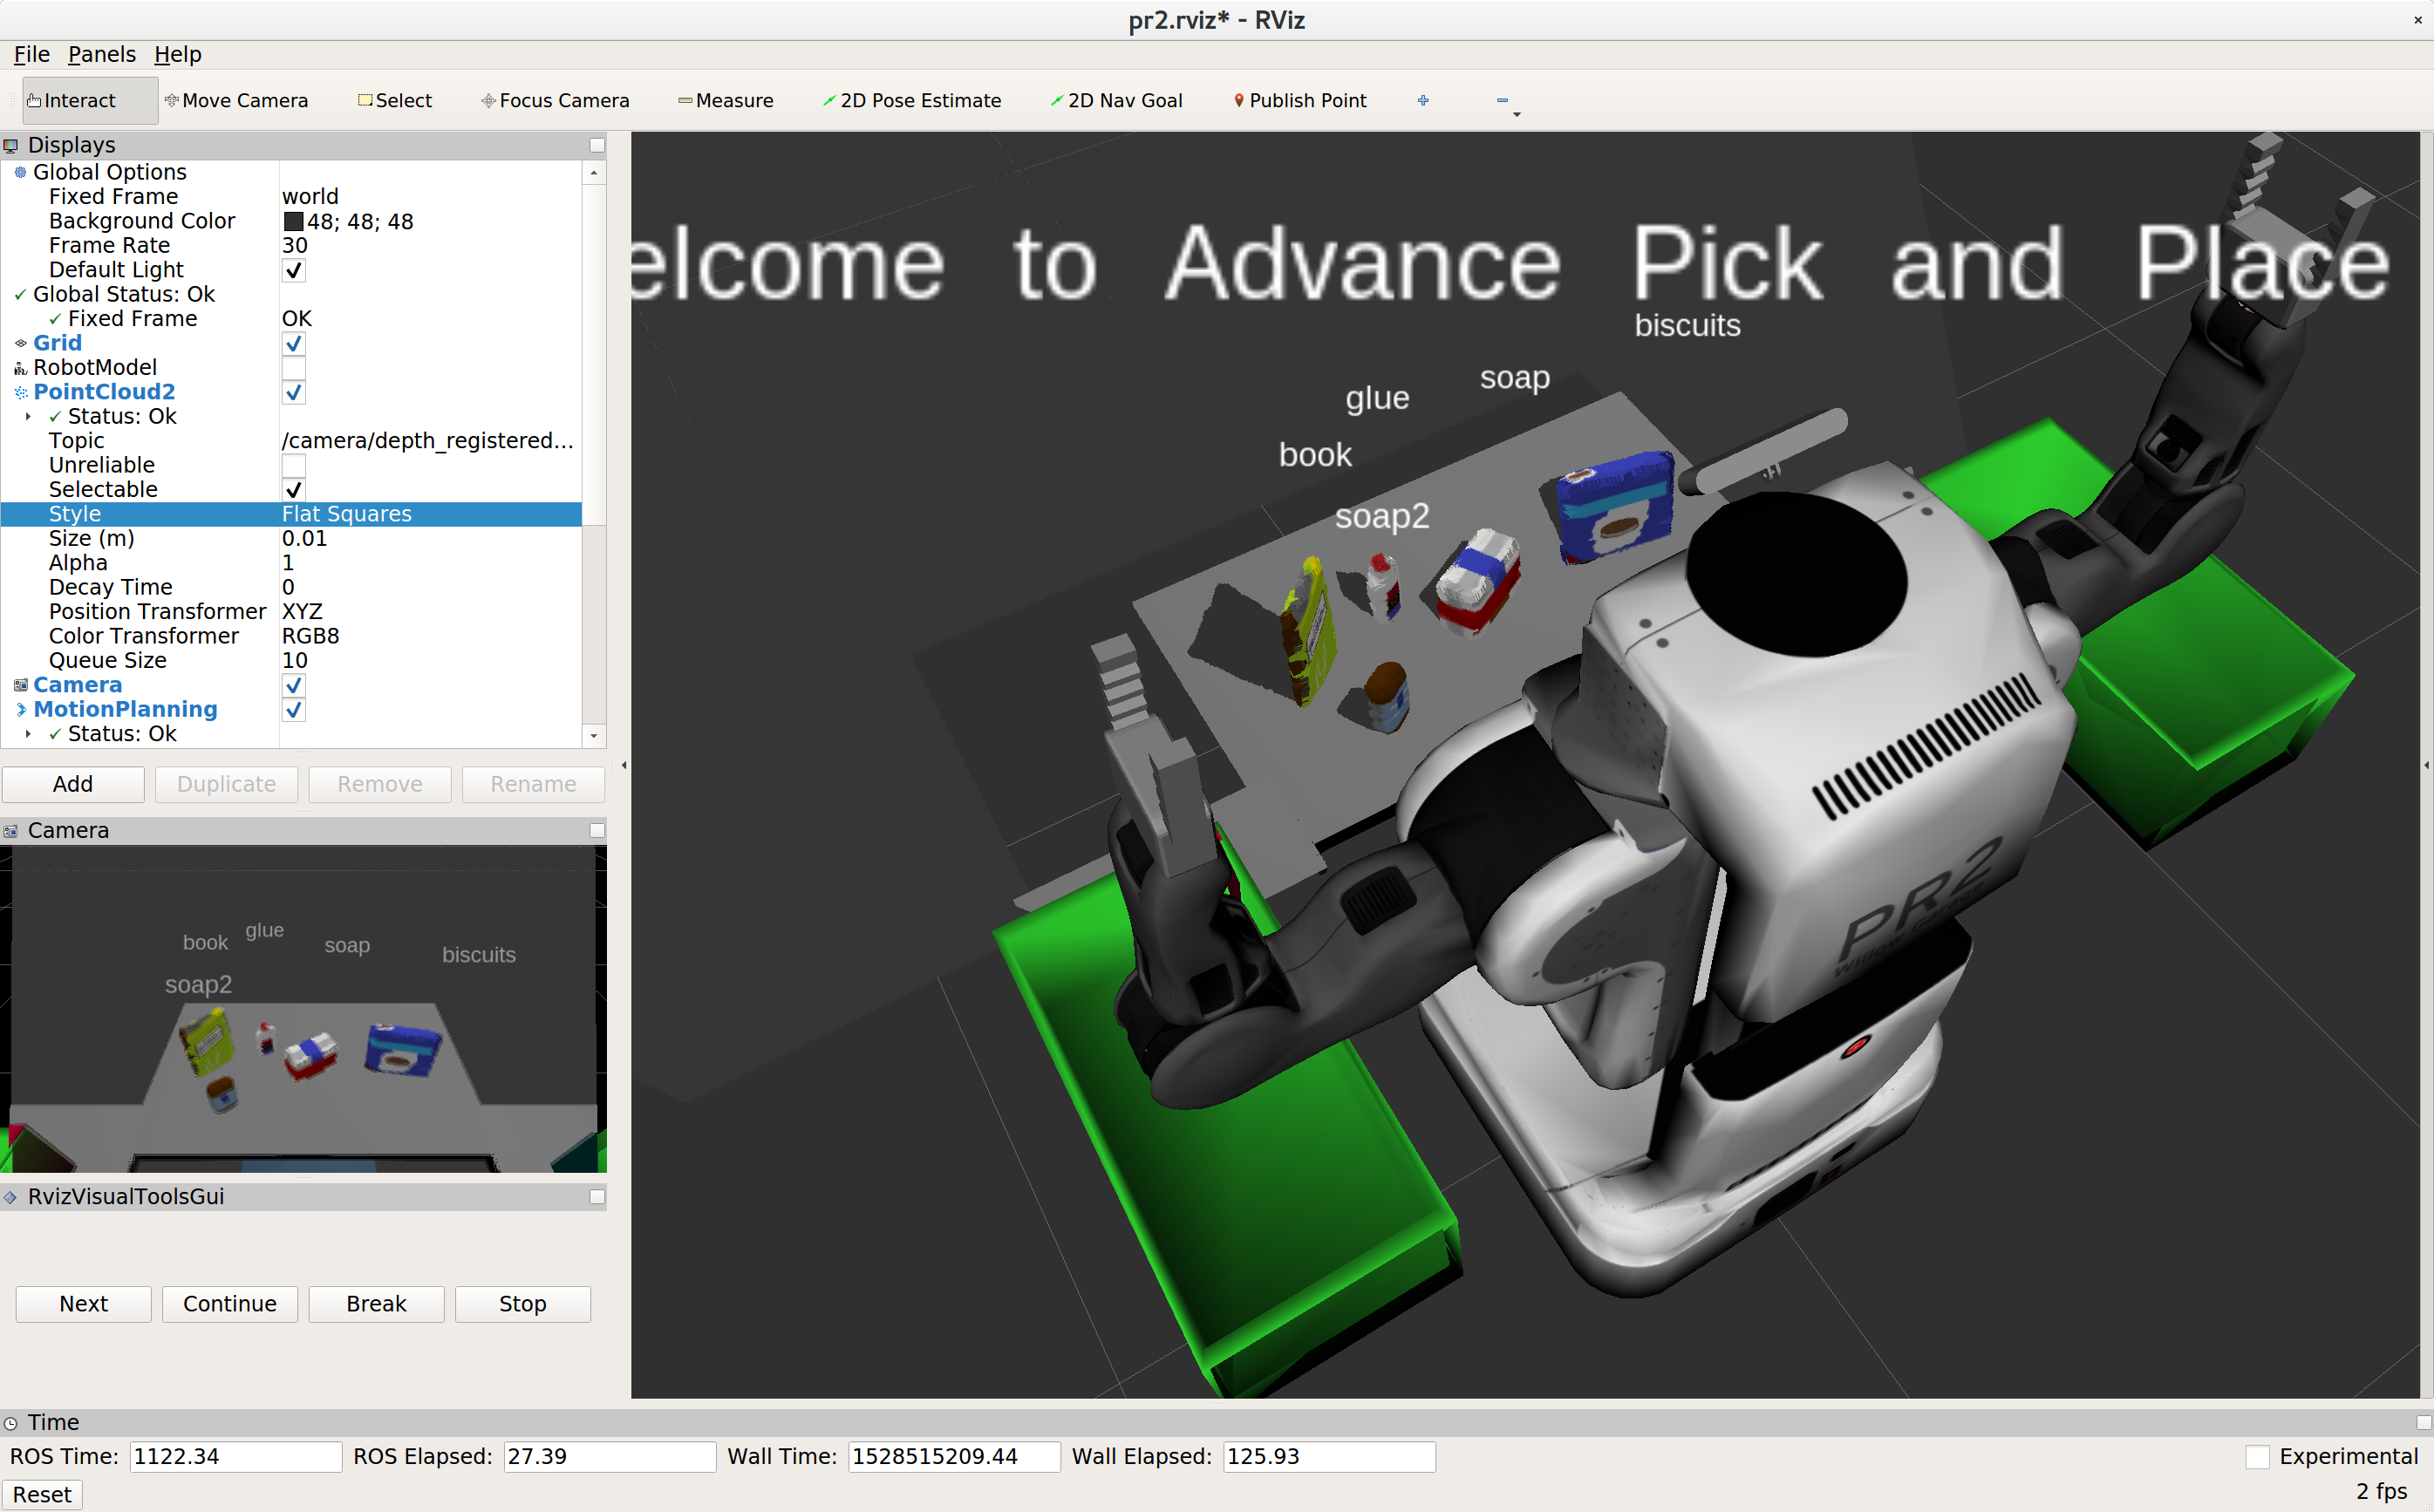 pr2.rviz* - RViz
×
File Panels Help
Interact Move Camera Select Focus Camera Measure 2D Pose Estimate 2D Nav Goal Publish Point
Displays
Global Options
Fixed Frame world
Background Color 48; 48; 48
Frame Rate 30
Default Light
Global Status: Ok
Fixed Frame OK
Grid
RobotModel
PointCloud2
Status: Ok
Topic /camera/depth_registered...
Unreliable
Selectable
Style Flat Squares
Size (m) 0.01
Alpha 1
Decay Time 0
Position Transformer XYZ
Color Transformer RGB8
Queue Size 10
Camera
MotionPlanning
Status: Ok
Add Duplicate Remove Rename
Camera
book glue soap biscuits
soap2
RvizVisualToolsGui
Next Continue Break Stop
elcome to Advance Pick and Place
biscuits
soap
glue
book
soap2
PR2
Willow Garage
Time
ROS Time: 1122.34 ROS Elapsed: 27.39 Wall Time: 1528515209.44 Wall Elapsed: 125.93 Experimental
Reset 2 fps